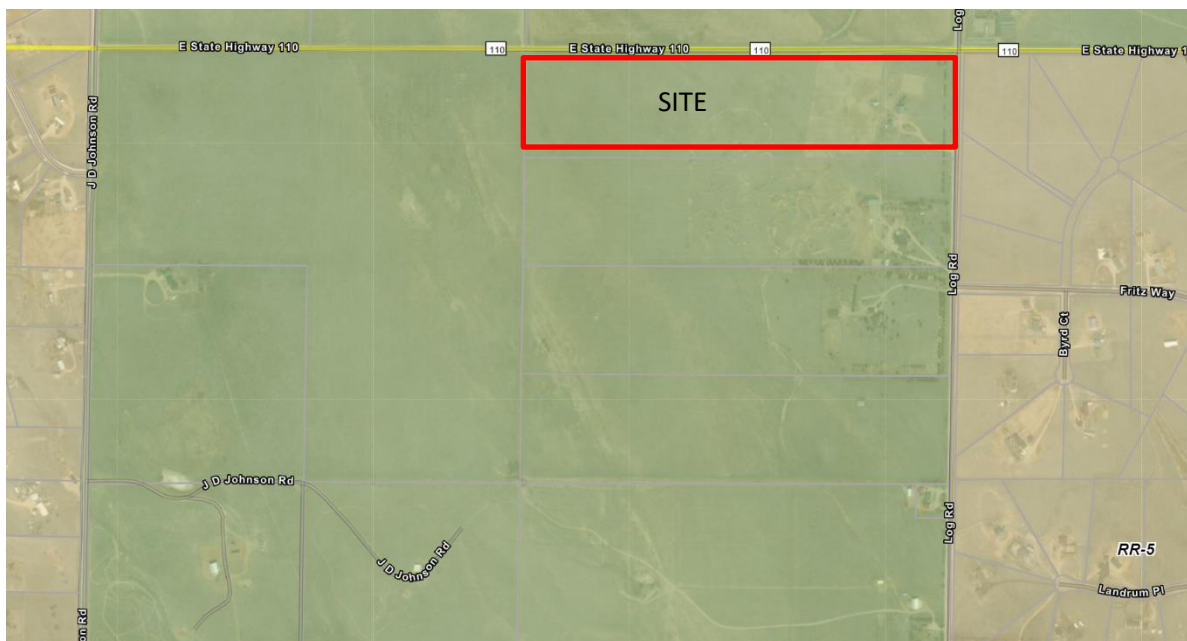 Log
E State Highway 110
110
E State Highway 110
110
110
E State Highway 1
SITE
J D Johnson Rd
Log Rd
Fritz Way
Byrd Ct
J D Johnson Rd
Log Rd
J D Johnson Rd
RR-5
Landrum Pl
on Rd